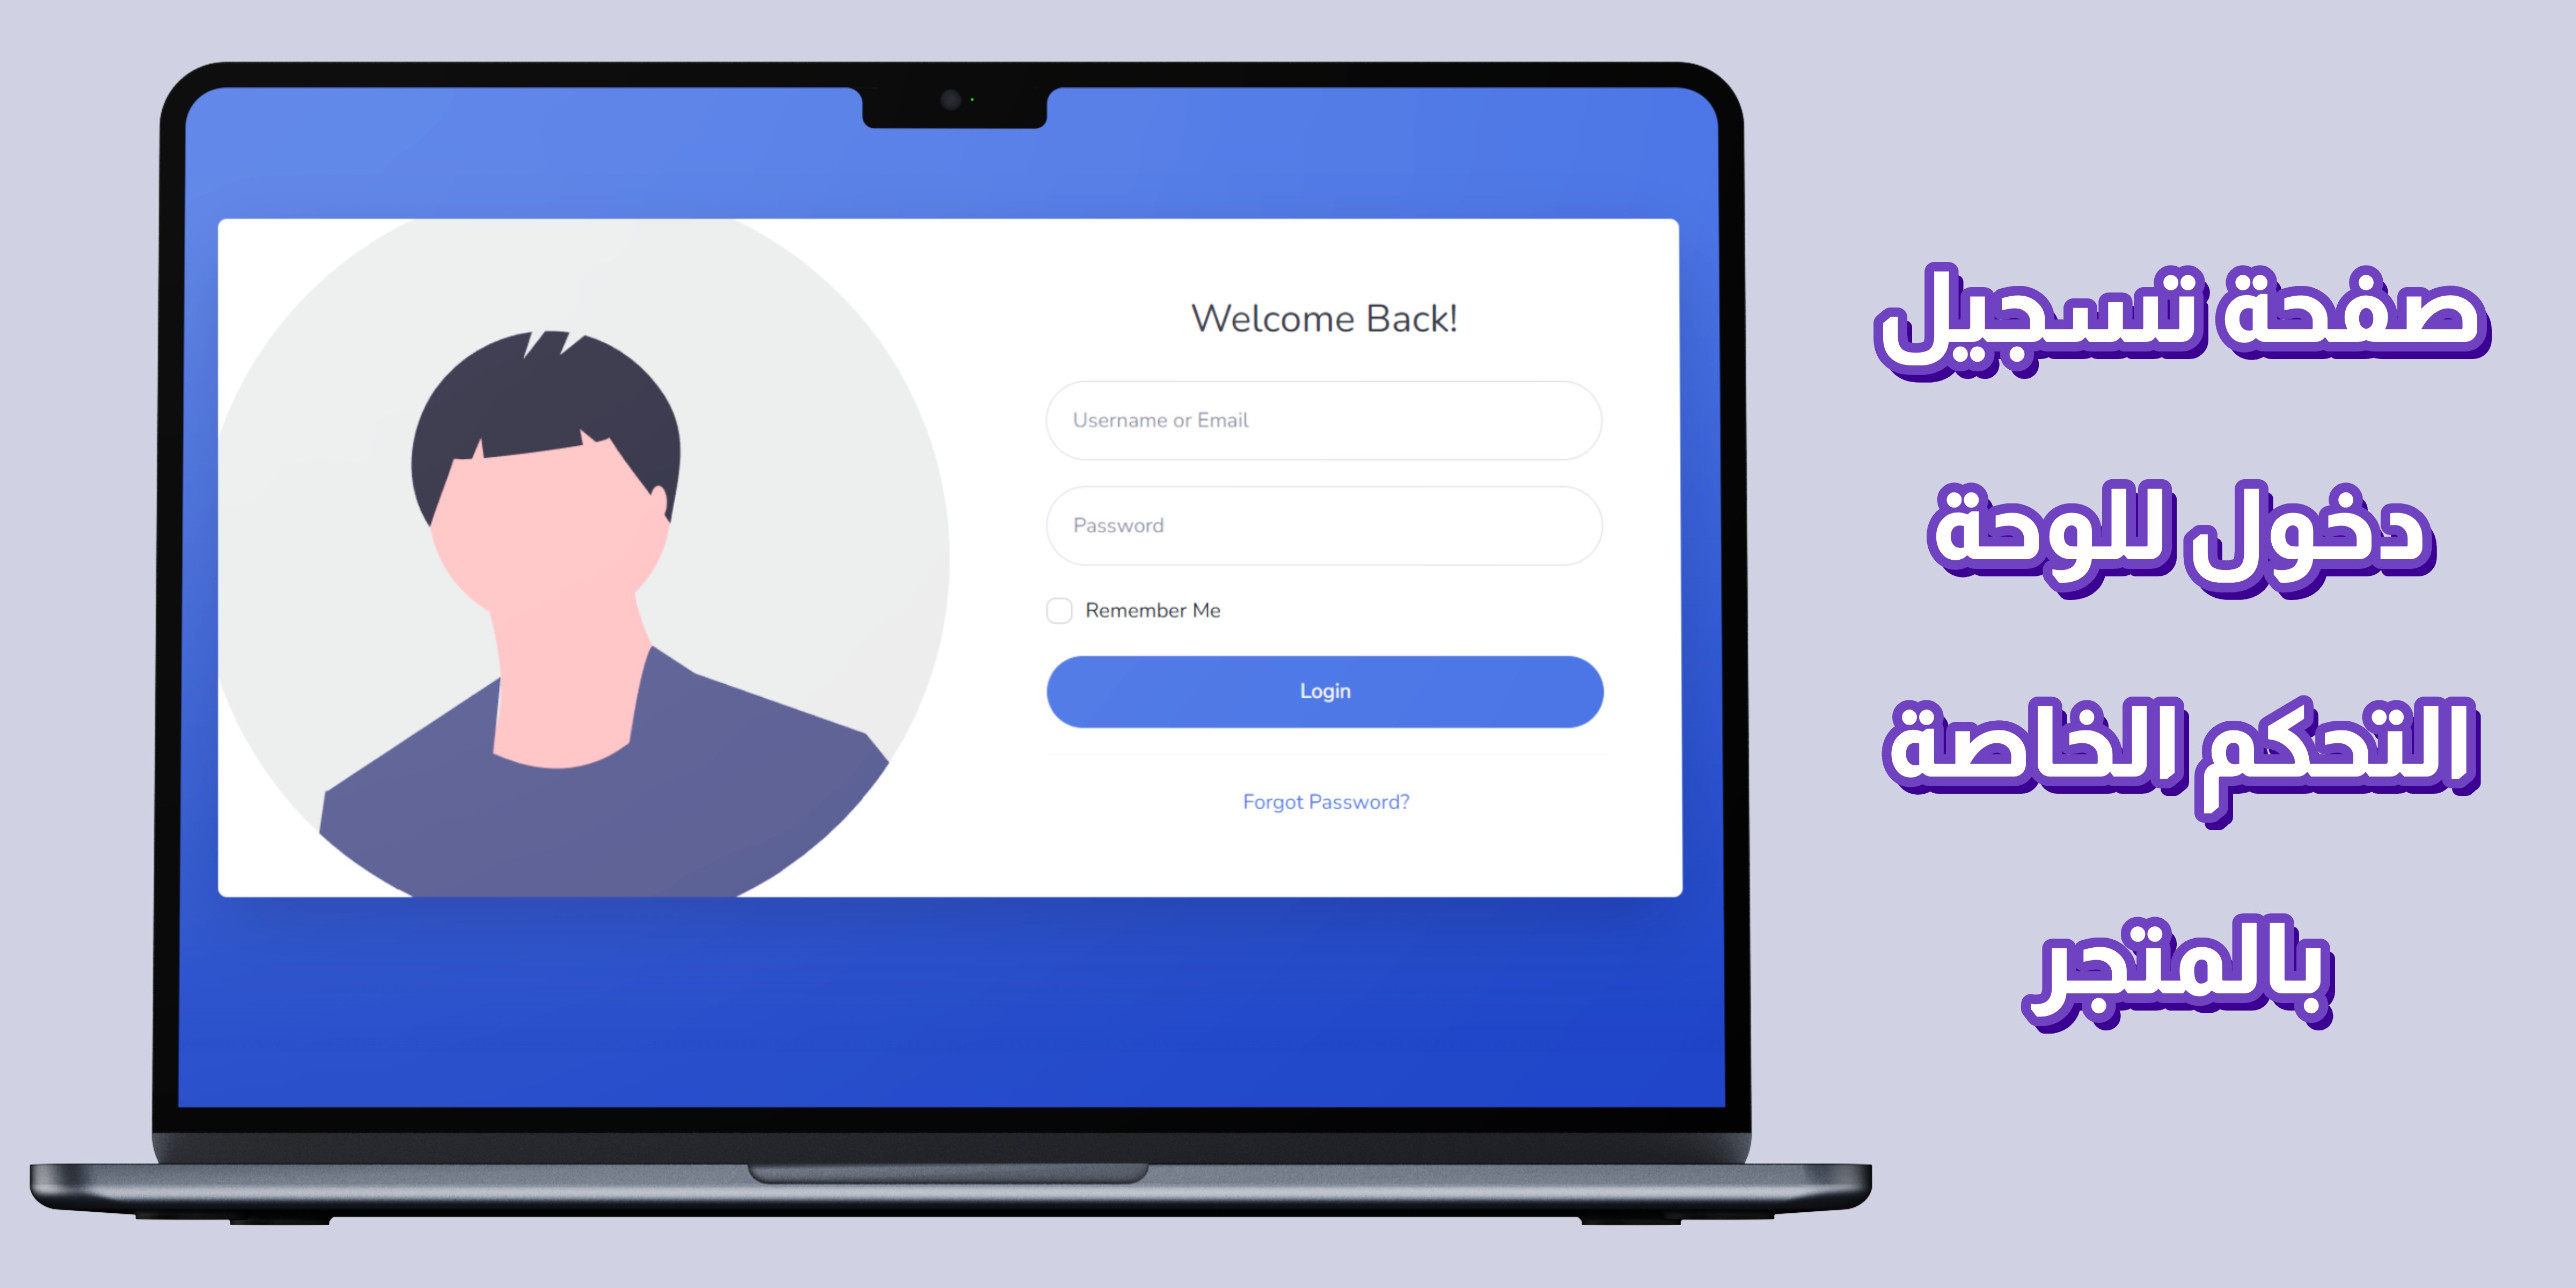 Welcome Back!
Username or Email
Password
Remember Me
Login
Forgot Password?
صفحة تسجيل
دخول للوحة
التحكم الخاصة
بالمتجر